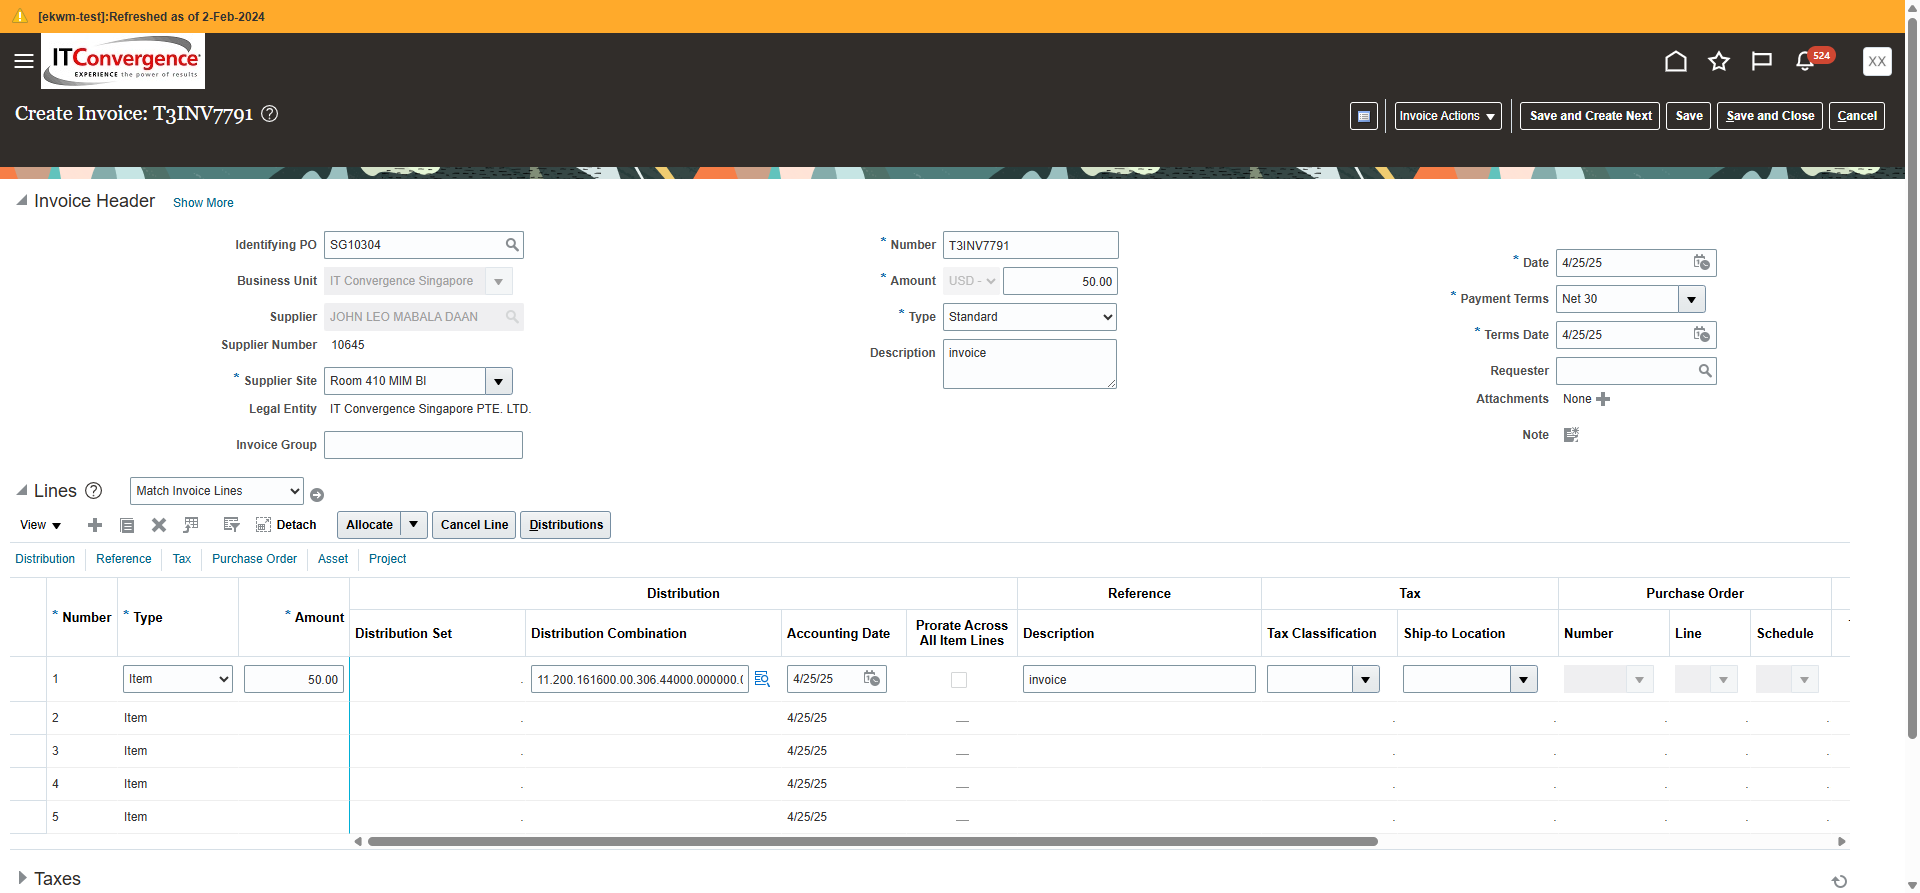 [ekwm-test]:Refreshed as of 2-Feb-2024
ITConvergence
EXPERIENCE the power of results
524
XX
Create Invoice: T3INV7791
Invoice Actions
Save and Create Next
Save
Save and Close
Cancel
Invoice Header
Show More
Identifying PO SG10304
Business Unit IT Convergence Singapore
Supplier JOHN LEO MABALA DAAN
Supplier Number 10645
* Supplier Site Room 410 MIM BI
Legal Entity IT Convergence Singapore PTE. LTD.
Invoice Group
* Number T3INV7791
* Amount USD - 50.00
* Type Standard
Description invoice
* Date 4/25/25
* Payment Terms Net 30
* Terms Date 4/25/25
Requester
Attachments None
Note
Lines Match Invoice Lines
View Detach Allocate Cancel Line Distributions
Distribution Reference Tax Purchase Order Asset Project
Distribution Reference Tax Purchase Order
* Number * Type * Amount Distribution Set Distribution Combination Accounting Date Prorate Across All Item Lines Description Tax Classification Ship-to Location Number Line Schedule
1 Item 50.00 11.200.161600.00.306.44000.000000.0 4/25/25 invoice
2 Item 4/25/25
3 Item 4/25/25
4 Item 4/25/25
5 Item 4/25/25
Taxes